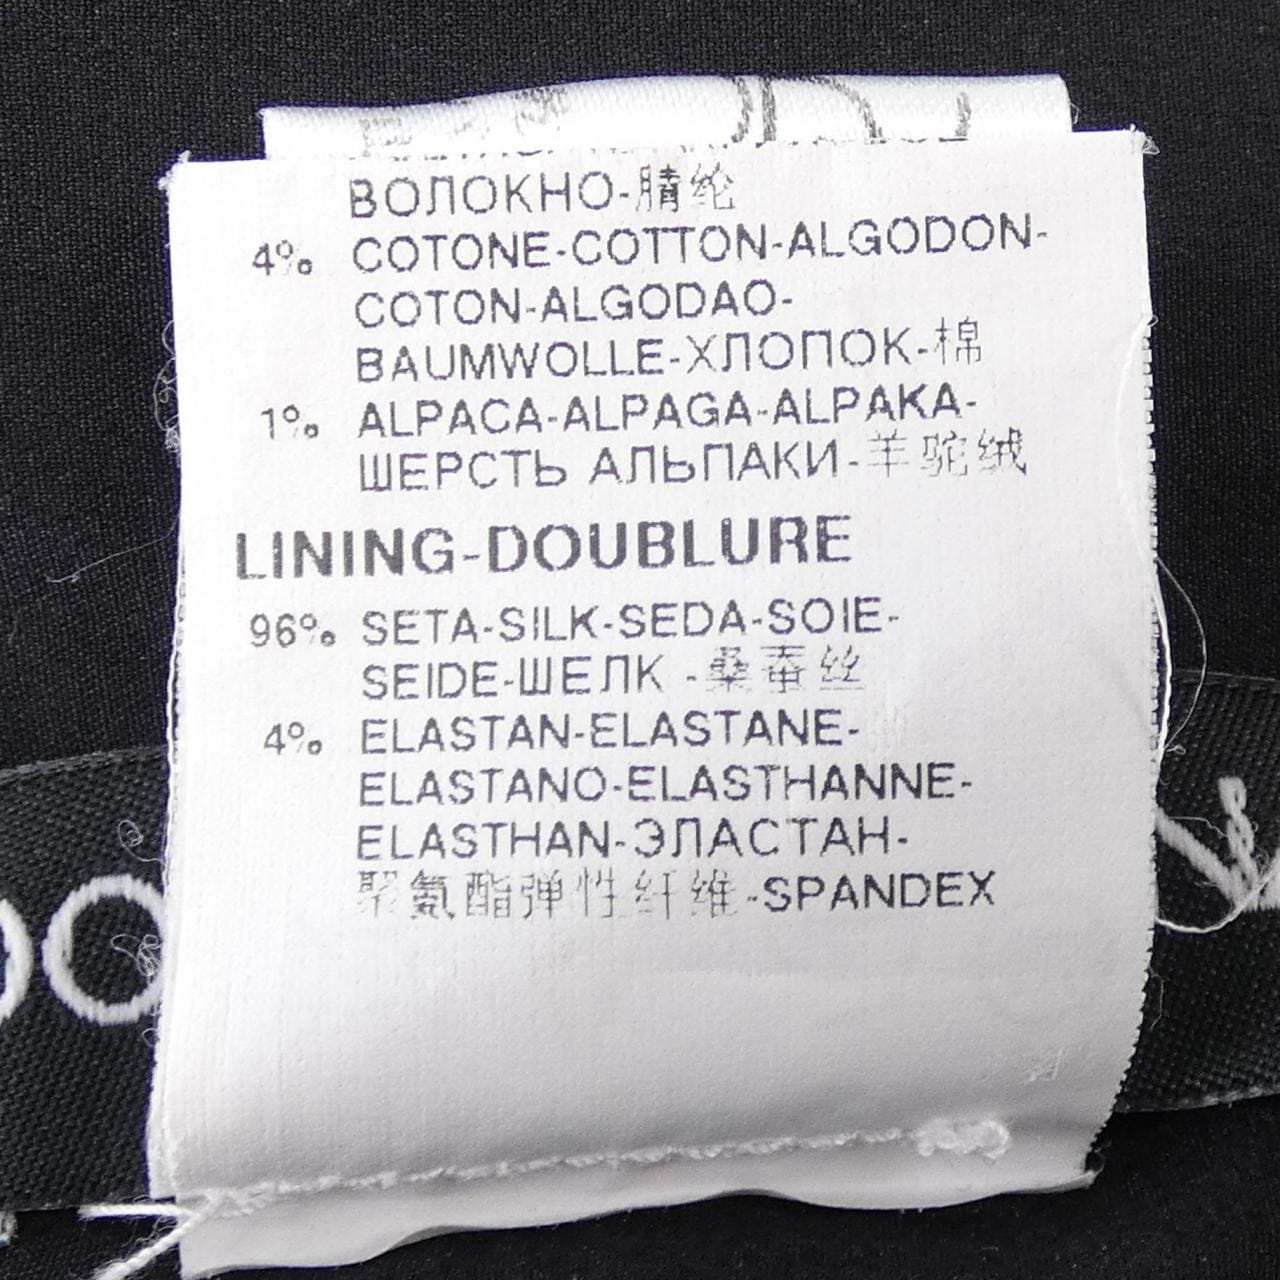 ВОЛОКНО-腈纶
4% COTONE-COTTON-ALGODON-
COTON-ALGODAO-
BAUMWOLLE-ХЛОПОК-棉
1% ALPACA-ALPAGA-ALPAKA-
ШЕРСТЬ АЛЬПАКИ-羊驼绒
LINING-DOUBLURE
96% SETA-SILK-SEDA-SOIE-
SEIDE-ШЕЛК -桑蚕丝
4% ELASTAN-ELASTANE-
ELASTANO-ELASTHANNE-
ELASTHAN-ЭЛАСТАН-
聚氨酯弹性纤维-SPANDEX